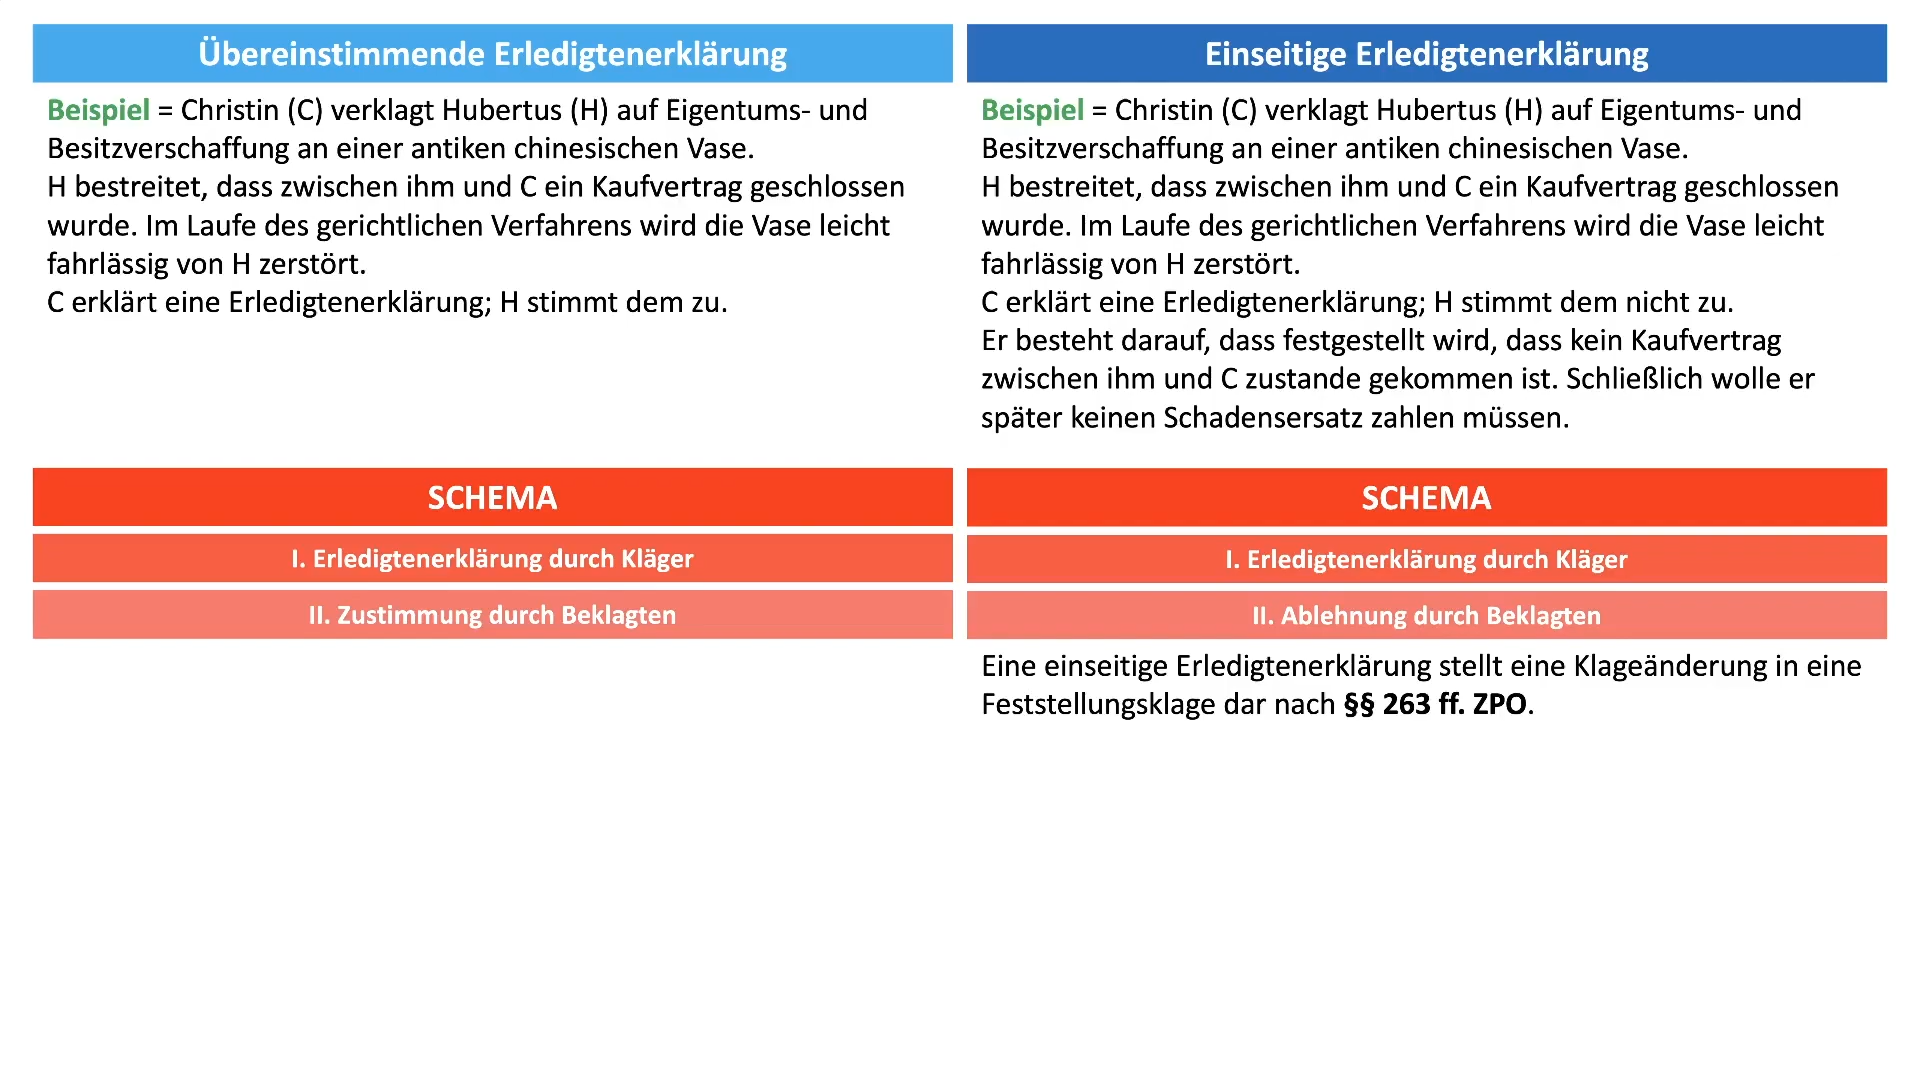 Übereinstimmende Erledigtenerklärung
Beispiel = Christin (C) verklagt Hubertus (H) auf Eigentums- und
Besitzverschaffung an einer antiken chinesischen Vase.
H bestreitet, dass zwischen ihm und C ein Kaufvertrag geschlossen
wurde. Im Laufe des gerichtlichen Verfahrens wird die Vase leicht
fahrlässig von H zerstört.
C erklärt eine Erledigtenerklärung; H stimmt dem zu.
SCHEMA
I. Erledigtenerklärung durch Kläger
II. Zustimmung durch Beklagten
Einseitige Erledigtenerklärung
Beispiel = Christin (C) verklagt Hubertus (H) auf Eigentums- und
Besitzverschaffung an einer antiken chinesischen Vase.
H bestreitet, dass zwischen ihm und C ein Kaufvertrag geschlossen
wurde. Im Laufe des gerichtlichen Verfahrens wird die Vase leicht
fahrlässig von H zerstört.
C erklärt eine Erledigtenerklärung; H stimmt dem nicht zu.
Er besteht darauf, dass festgestellt wird, dass kein Kaufvertrag
zwischen ihm und C zustande gekommen ist. Schließlich wolle er
später keinen Schadensersatz zahlen müssen.
SCHEMA
I. Erledigtenerklärung durch Kläger
II. Ablehnung durch Beklagten
Eine einseitige Erledigtenerklärung stellt eine Klageänderung in eine
Feststellungsklage dar nach §§ 263 ff. ZPO.